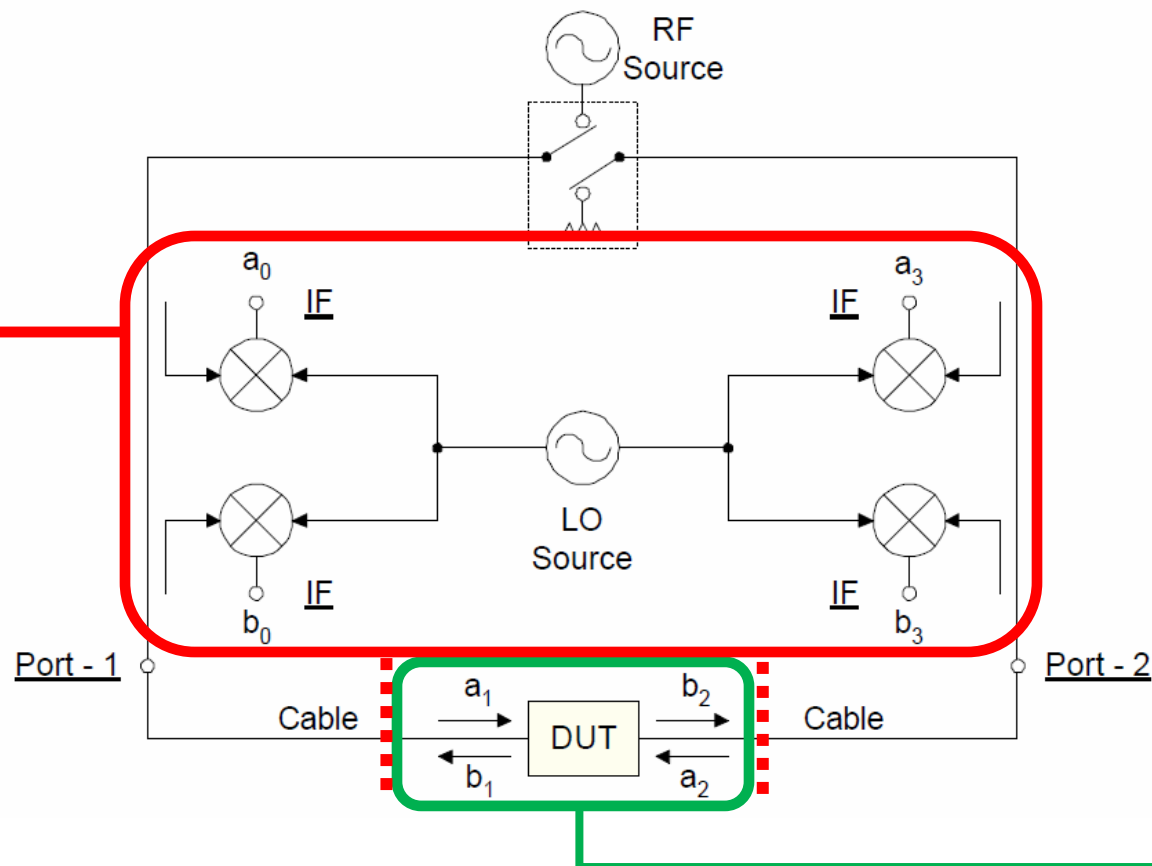 RF
Source
a₀
IF
IF
a₃
LO
Source
IF
b₀
IF
b₃
Port - 1
Port - 2
Cable
a₁
b₂
Cable
DUT
b₁
a₂